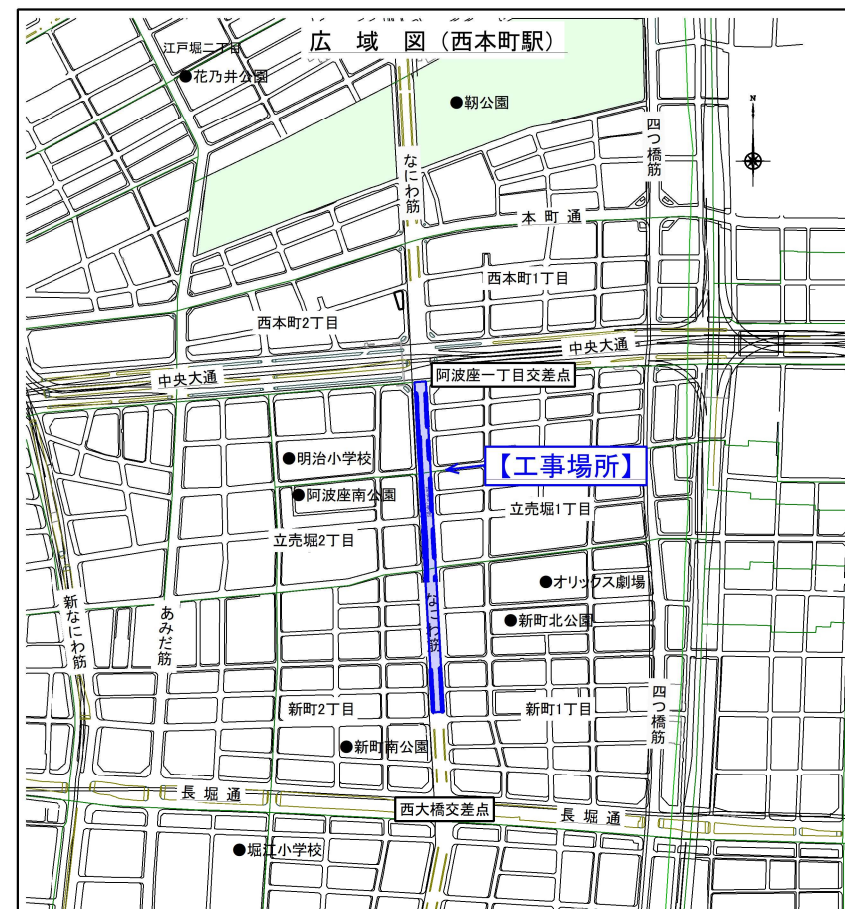 広 域 図（西本町駅）
江戸堀二丁目
●花乃井公園
●靭公園
N
なにわ筋
四つ橋筋
本 町 通
西本町1丁目
西本町2丁目
中央大通
中央大通
阿波座一丁目交差点
●明治小学校
【工事場所】
●阿波座南公園
立売堀1丁目
立売堀2丁目
●オリックス劇場
新なにわ筋
あみだ筋
なにわ筋
●新町北公園
新町2丁目
新町1丁目
四つ橋筋
●新町南公園
長 堀 通
西大橋交差点
長 堀 通
●堀江小学校